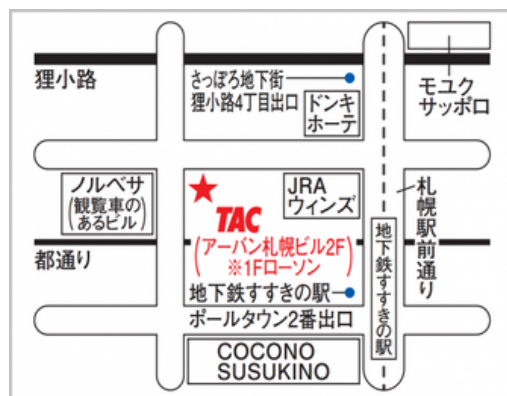 狸小路
さっぽろ地下街
狸小路4丁目出口
ドンキ
ホーテ
モユク
サッポロ
ノルベサ
(観覧車の
あるビル)
TAC
(アーバン札幌ビル2F
※1Fローソン)
JRA
ウィンズ
札幌駅前通り
都通り
地下鉄すすきの駅
ポールタウン2番出口
地下鉄すすきの駅
COCONO
SUSUKINO